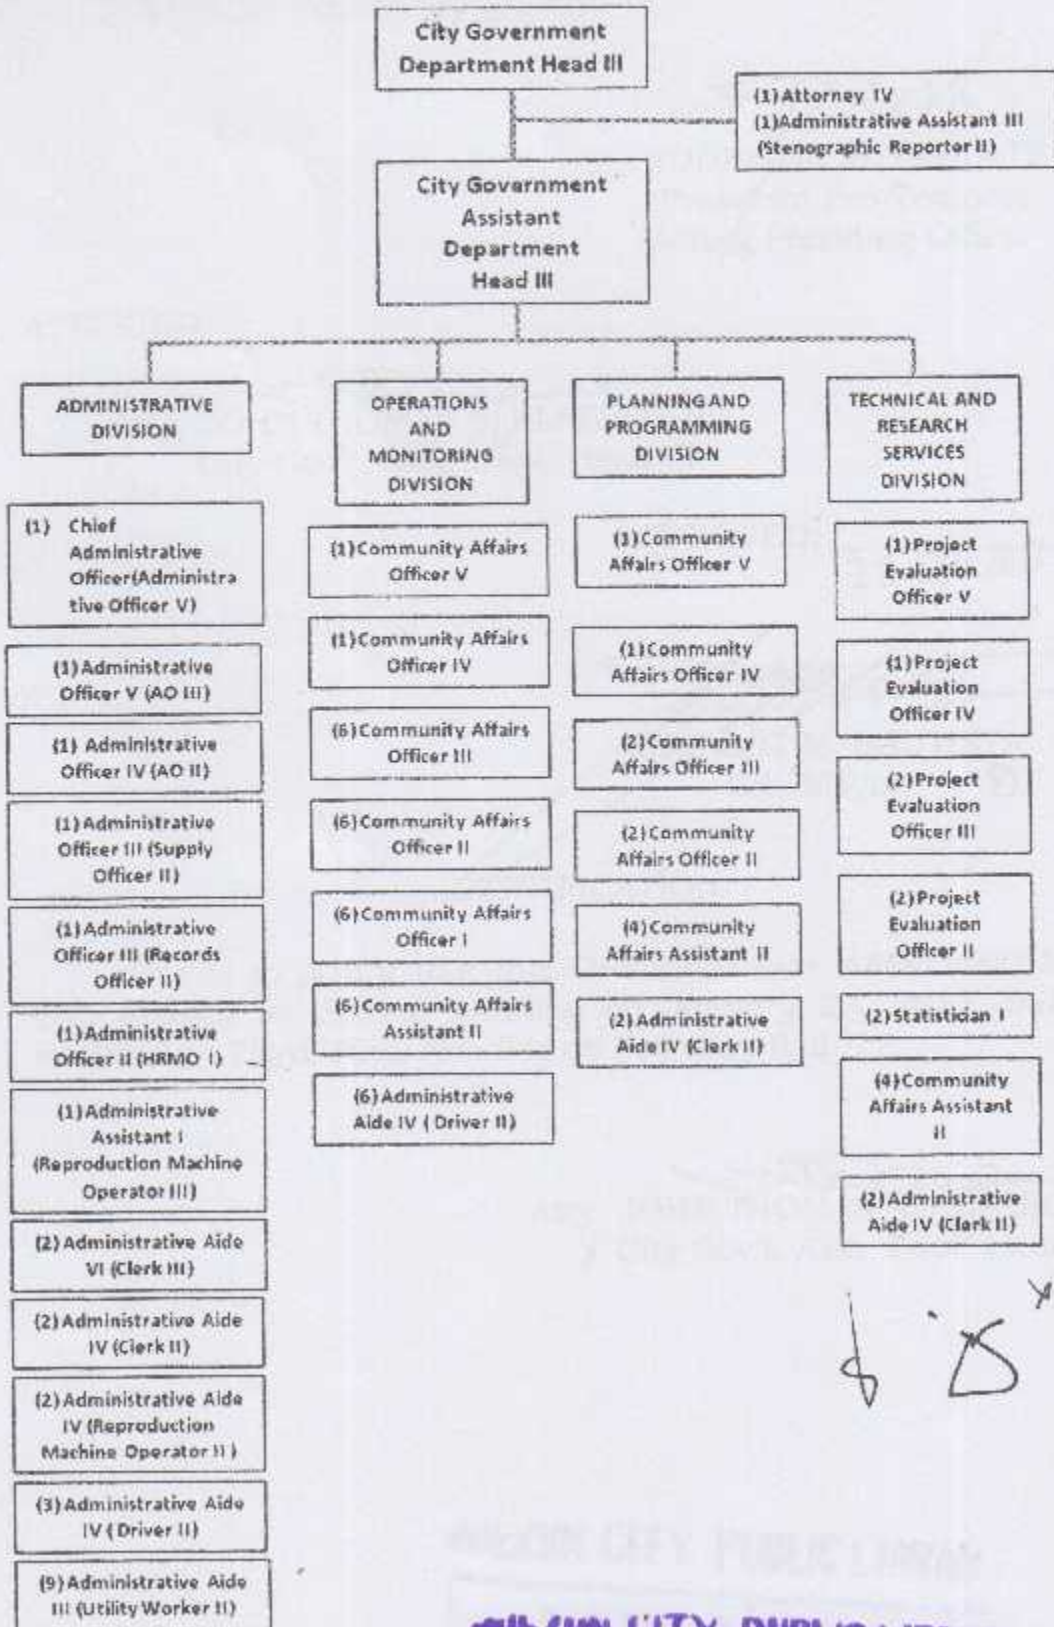 City Government
Department Head III
(1) Attorney IV
(1) Administrative Assistant III
(Stenographic Reporter II)
City Government
Assistant
Department
Head III
ADMINISTRATIVE
DIVISION
(1) Chief
Administrative
Officer(Administra
tive Officer V)
(1) Administrative
Officer V (AO III)
(1) Administrative
Officer IV (AO II)
(1) Administrative
Officer III (Supply
Officer II)
(1) Administrative
Officer III (Records
Officer II)
(1) Administrative
Officer II (HRMO I)
(1) Administrative
Assistant I
(Reproduction Machine
Operator III)
(2) Administrative Aide
VI (Clerk III)
(2) Administrative Aide
IV (Clerk II)
(2) Administrative Aide
IV (Reproduction
Machine Operator II )
(3) Administrative Aide
IV ( Driver II)
(9) Administrative Aide
III (Utility Worker II)
OPERATIONS
AND
MONITORING
DIVISION
(1) Community Affairs
Officer V
(1) Community Affairs
Officer IV
(6) Community Affairs
Officer III
(6) Community Affairs
Officer II
(6) Community Affairs
Officer I
(6) Community Affairs
Assistant II
(6) Administrative
Aide IV ( Driver II)
PLANNING AND
PROGRAMMING
DIVISION
(1) Community
Affairs Officer V
(1) Community
Affairs Officer IV
(2) Community
Affairs Officer III
(2) Community
Affairs Officer II
(4) Community
Affairs Assistant II
(2) Administrative
Aide IV (Clerk II)
TECHNICAL AND
RESEARCH
SERVICES
DIVISION
(1) Project
Evaluation
Officer V
(1) Project
Evaluation
Officer IV
(2) Project
Evaluation
Officer III
(2) Project
Evaluation
Officer II
(2) Statistician I
(4) Community
Affairs Assistant
II
(2) Administrative
Aide IV (Clerk II)
CITY PUBLIC